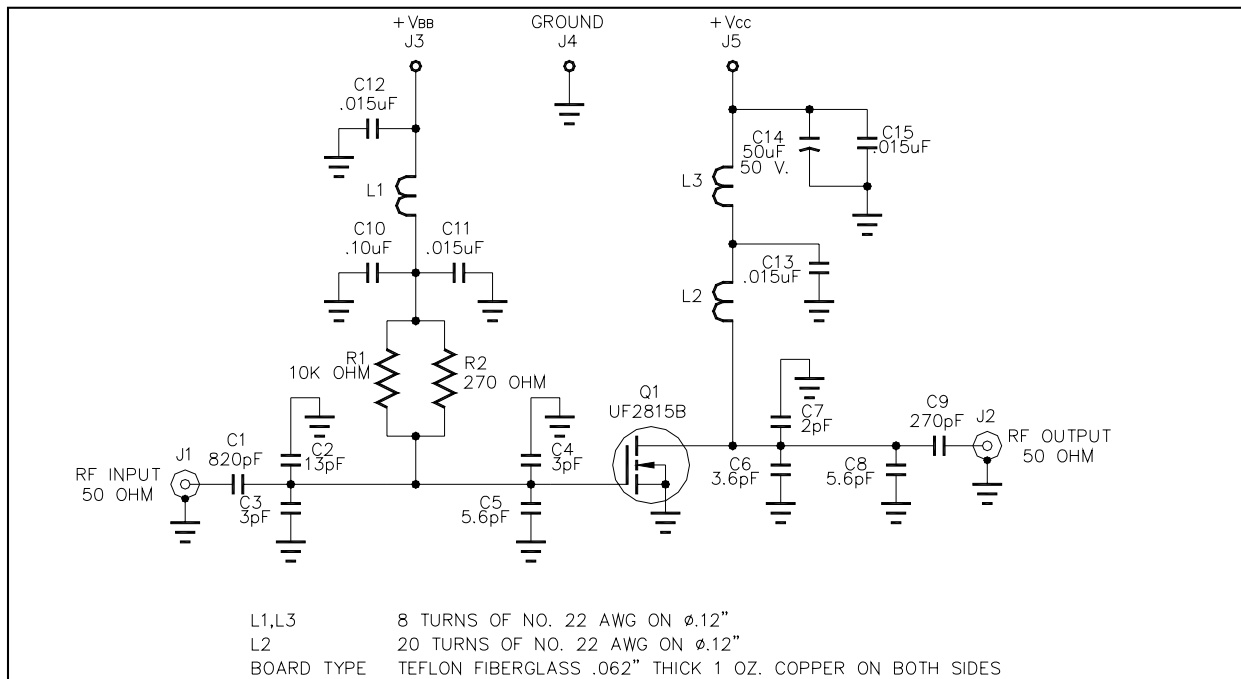 +VBB
J3
GROUND
J4
+Vcc
J5
C12
.015uF
C14
50uF
50 V.
C15
.015uF
L1
L3
C10
.10uF
C11
.015uF
C13
.015uF
L2
R1
10K OHM
R2
270 OHM
Q1
UF2815B
C7
2pF
C9
270pF
J2
RF OUTPUT
50 OHM
J1
RF INPUT
50 OHM
C1
820pF
C2
13pF
C4
3pF
C3
3pF
C5
5.6pF
C6
3.6pF
C8
5.6pF
L1,L3 8 TURNS OF NO. 22 AWG ON ø.12”
L2 20 TURNS OF NO. 22 AWG ON ø.12”
BOARD TYPE TEFLON FIBERGLASS .062” THICK 1 OZ. COPPER ON BOTH SIDES